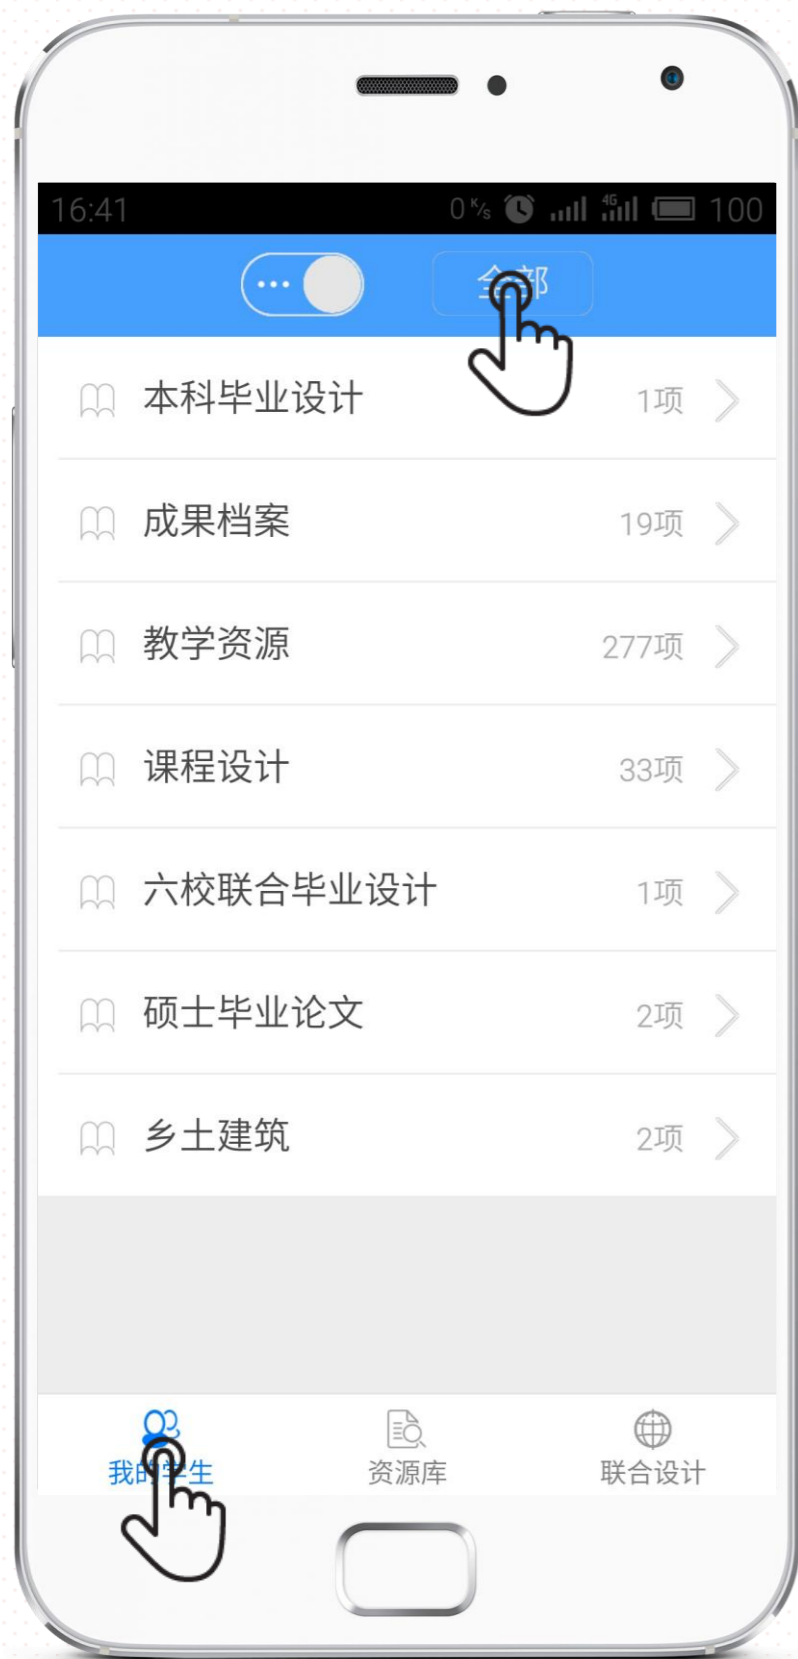 16:41 0 K/s 4G 100
全部
本科毕业设计 1项
成果档案 19项
教学资源 277项
课程设计 33项
六校联合毕业设计 1项
硕士毕业论文 2项
乡土建筑 2项
我的学生 资源库 联合设计